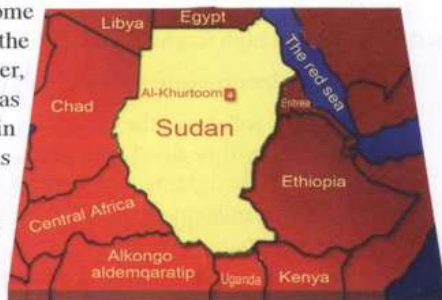 ome
the
er,
as
in
s
Libya
Egypt
The red sea
Al-Khurtoom
Chad
Sudan
Eritrea
Ethiopia
Central Africa
Alkongo
aldemqaratip
Uganda
Kenya